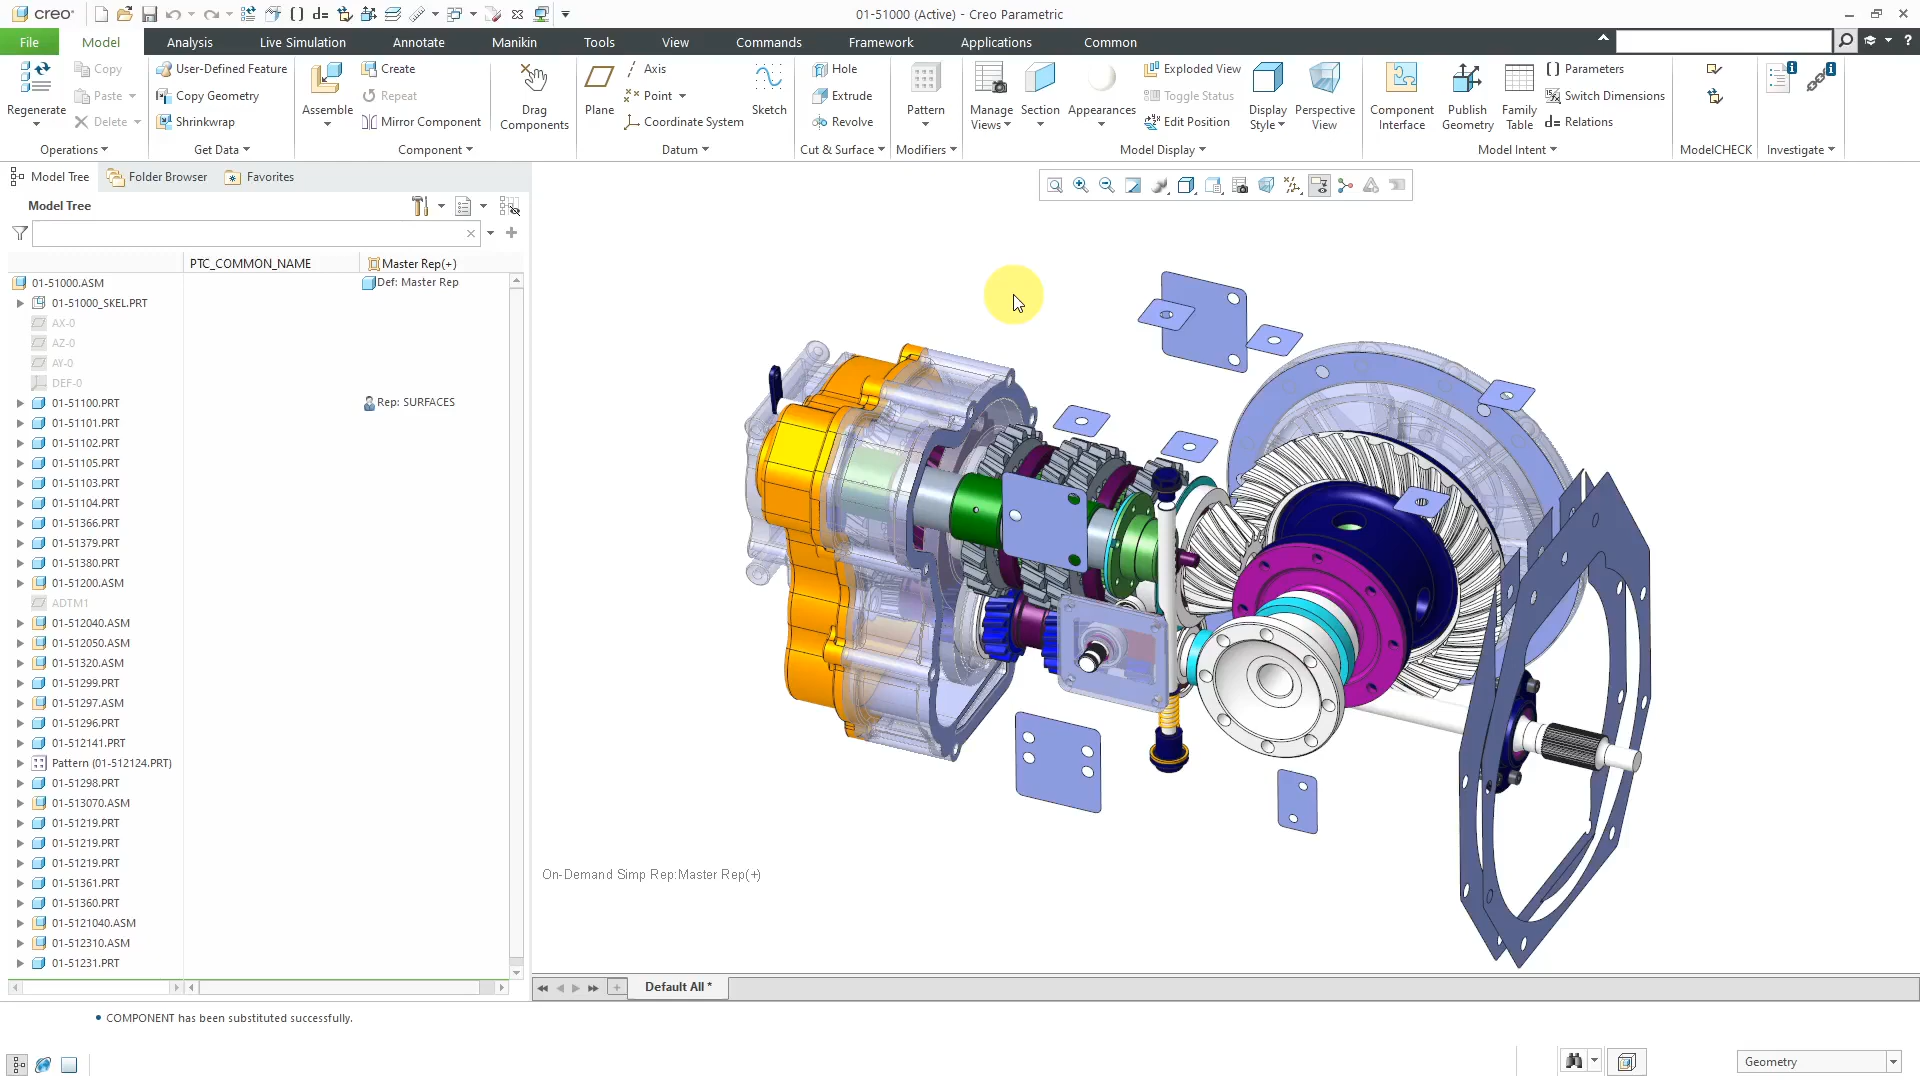 creo
01-51000 (Active) - Creo Parametric
File
Model
Analysis
Live Simulation
Annotate
Manikin
Tools
View
Commands
Framework
Applications
Common
Regenerate
Copy
Paste
Delete
Operations
User-Defined Feature
Copy Geometry
Shrinkwrap
Get Data
Assemble
Create
Repeat
Mirror Component
Drag
Components
Component
Plane
Axis
Point
Coordinate System
Sketch
Datum
Hole
Extrude
Revolve
Cut & Surface
Pattern
Modifiers
Manage
Views
Section
Appearances
Exploded View
Toggle Status
Edit Position
Display
Style
Perspective
View
Model Display
Component
Interface
Publish
Geometry
Family
Table
Parameters
Switch Dimensions
d= Relations
Model Intent
ModelCHECK
Investigate
Model Tree
Folder Browser
Favorites
Model Tree
PTC_COMMON_NAME
Master Rep(+)
01-51000.ASM
Def: Master Rep
01-51000_SKEL.PRT
AX-0
AZ-0
AY-0
DEF-0
01-51100.PRT
Rep: SURFACES
01-51101.PRT
01-51102.PRT
01-51105.PRT
01-51103.PRT
01-51104.PRT
01-51366.PRT
01-51379.PRT
01-51380.PRT
01-51200.ASM
ADTM1
01-512040.ASM
01-512050.ASM
01-51320.ASM
01-51299.PRT
01-51297.ASM
01-51296.PRT
01-512141.PRT
Pattern (01-512124.PRT)
01-51298.PRT
01-513070.ASM
01-51219.PRT
01-51219.PRT
01-51219.PRT
01-51361.PRT
01-51360.PRT
01-5121040.ASM
01-512310.ASM
01-51231.PRT
On-Demand Simp Rep:Master Rep(+)
Default All *
• COMPONENT has been substituted successfully.
Geometry